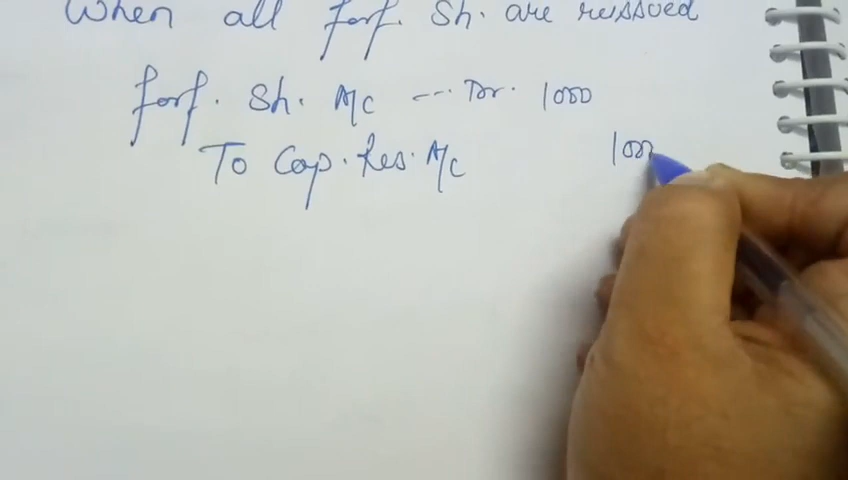 When all forf. Sh. are reissued
forf. Sh. A/c --- Dr. 1000
To Cap. Res. A/c 1000